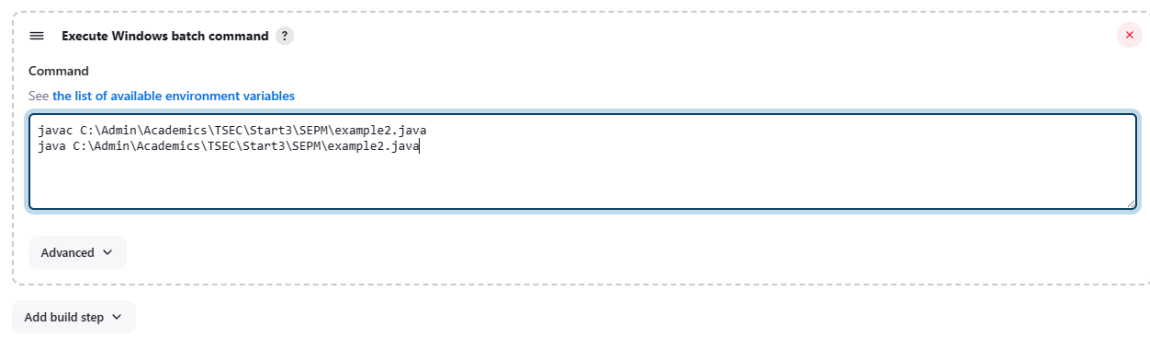 Execute Windows batch command ?
Command
See the list of available environment variables
javac C:\Admin\Academics\TSEC\Start3\SEPM\example2.java
java C:\Admin\Academics\TSEC\Start3\SEPM\example2.java
Advanced
Add build step